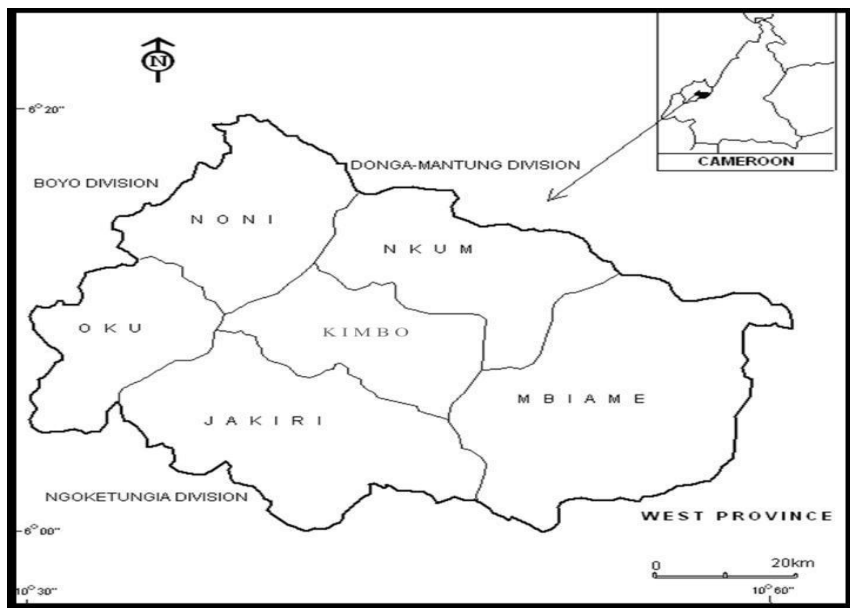 N
6°20"
CAMEROON
DONGA-MANTUNG DIVISION
BOYO DIVISION
NONI
NKUM
OKU
KIMBO
MBIAME
JAKIRI
NGOKETUNGIA DIVISION
WEST PROVINCE
6°00"
0 20km
10°30" 10°60"